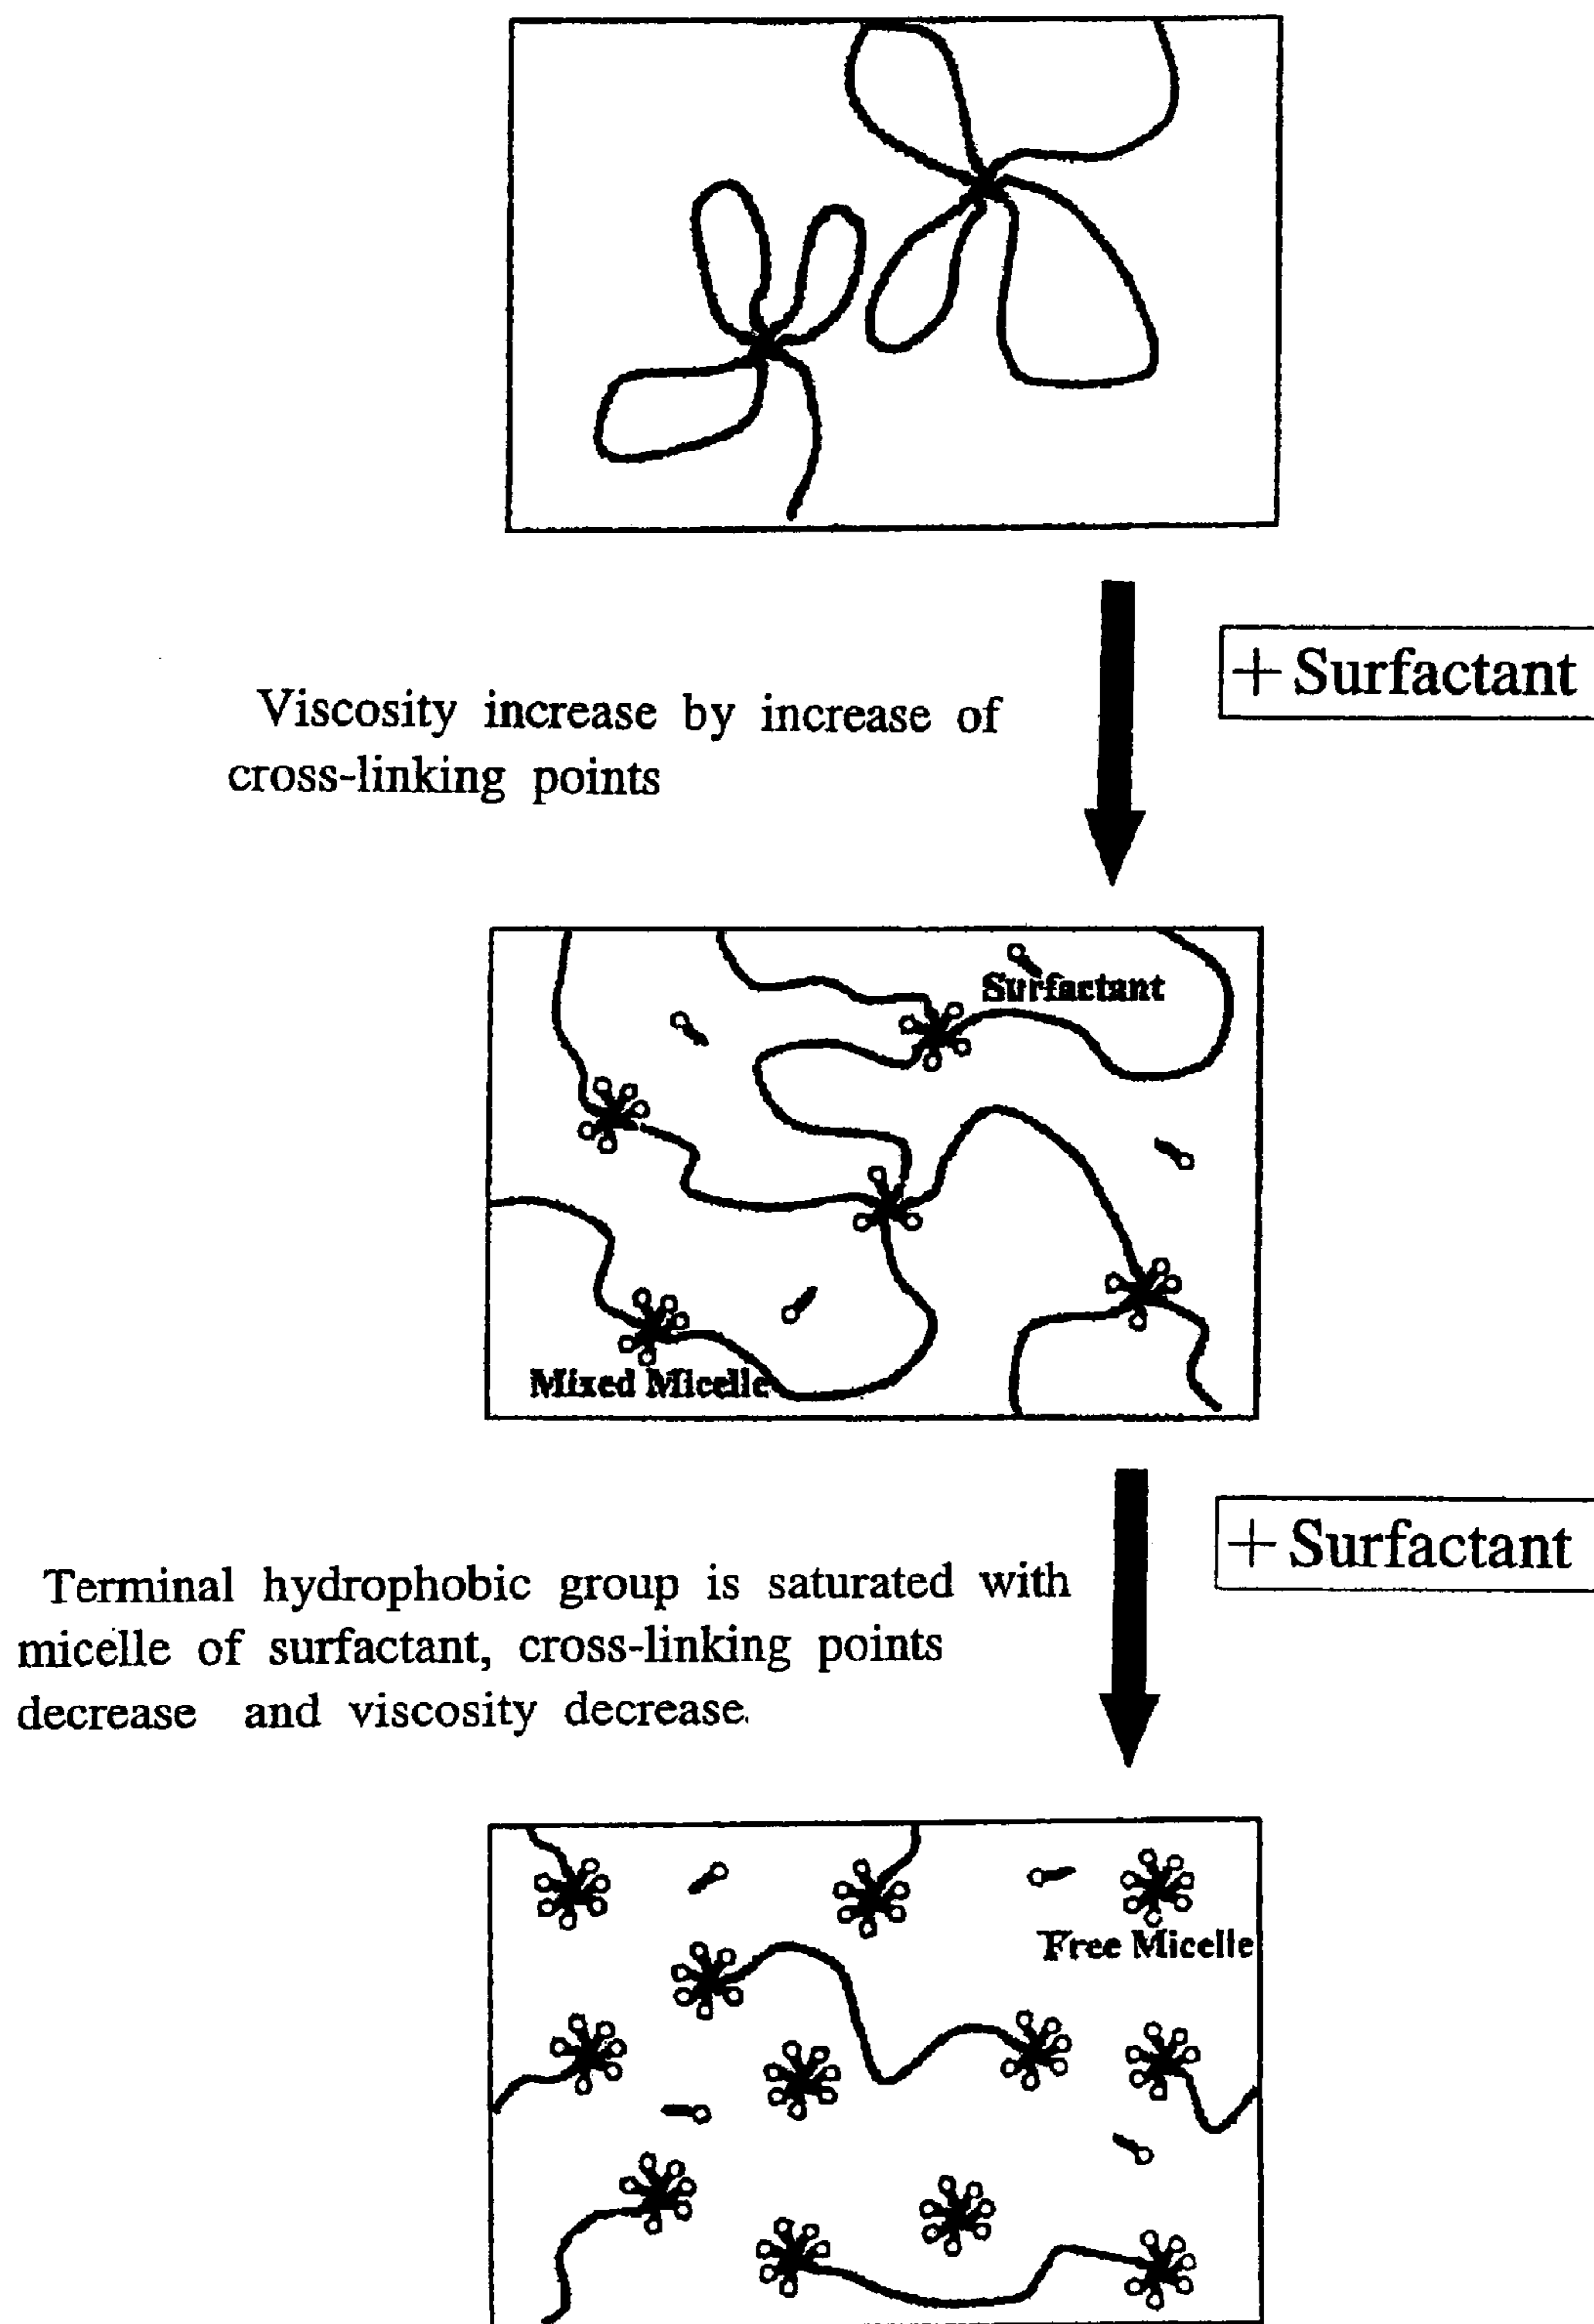 + Surfactant
Viscosity increase by increase of
cross-linking points
Surfactant
Mixed Micelle
+ Surfactant
Terminal hydrophobic group is saturated with
micelle of surfactant, cross-linking points
decrease and viscosity decrease.
Free Micelle